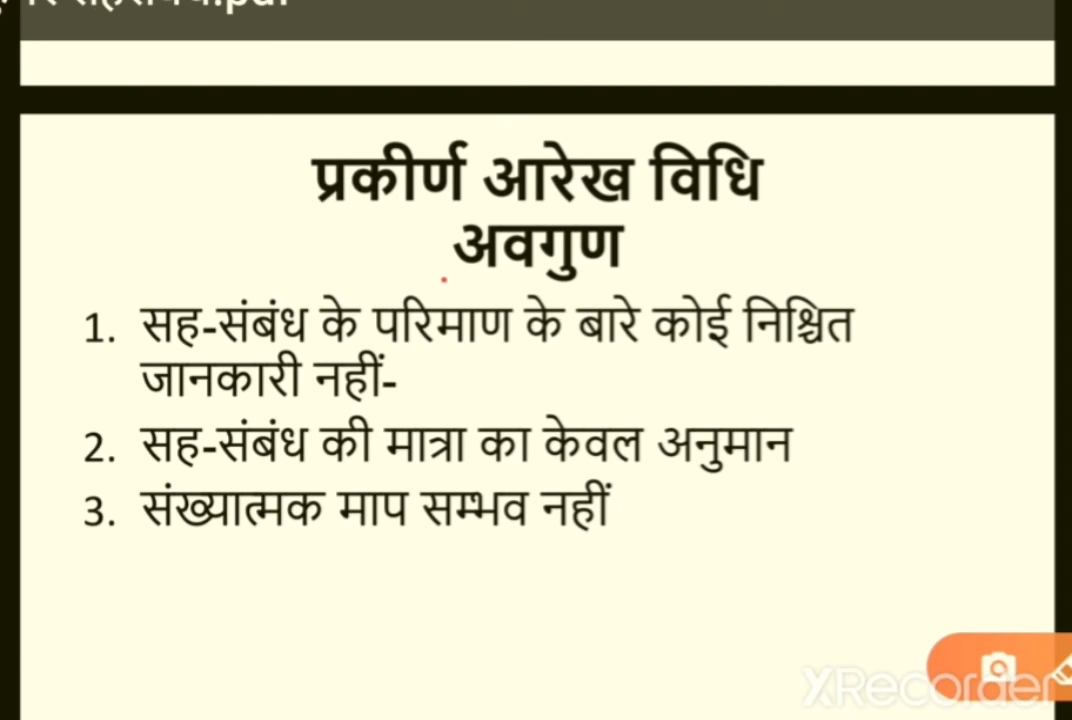 प्रकीर्ण आरेख विधि
अवगुण
1. सह-संबंध के परिमाण के बारे कोई निश्चित
जानकारी नहीं-
2. सह-संबंध की मात्रा का केवल अनुमान
3. संख्यात्मक माप सम्भव नहीं
XRecorder